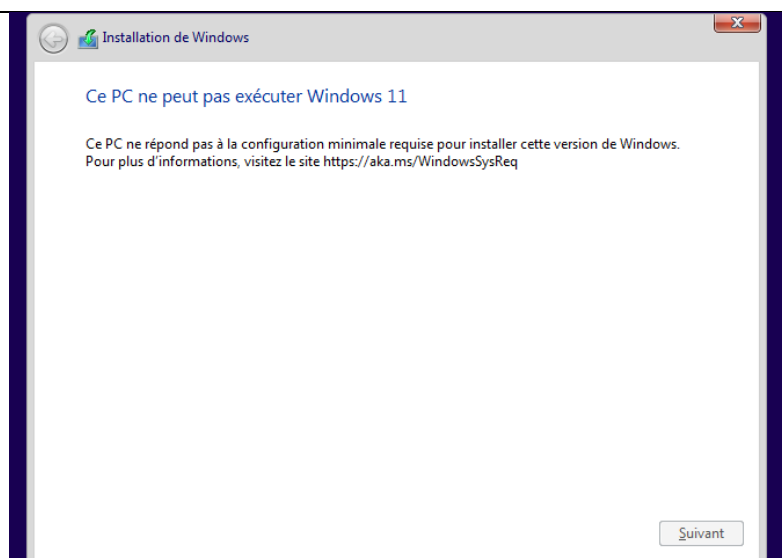 Installation de Windows
Ce PC ne peut pas exécuter Windows 11
Ce PC ne répond pas à la configuration minimale requise pour installer cette version de Windows.
Pour plus d’informations, visitez le site https://aka.ms/WindowsSysReq
Suivant